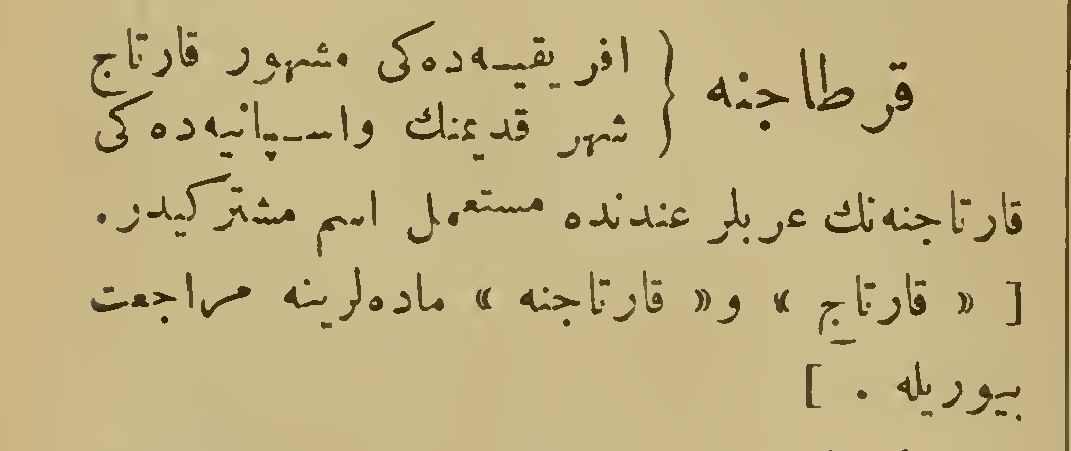 قرطاجنه { افریقیه‌ده‌کی مشهور قارتاج
شهر قدیمنك واسپانیه‌ده‌کی
قارتاجنه‌نك عربلر عندنده مستعمل اسم مشترکیدر.
[ « قارتاج » و« قارتاجنه » ماده‌لرینه مراجعت
بیوریله . ]